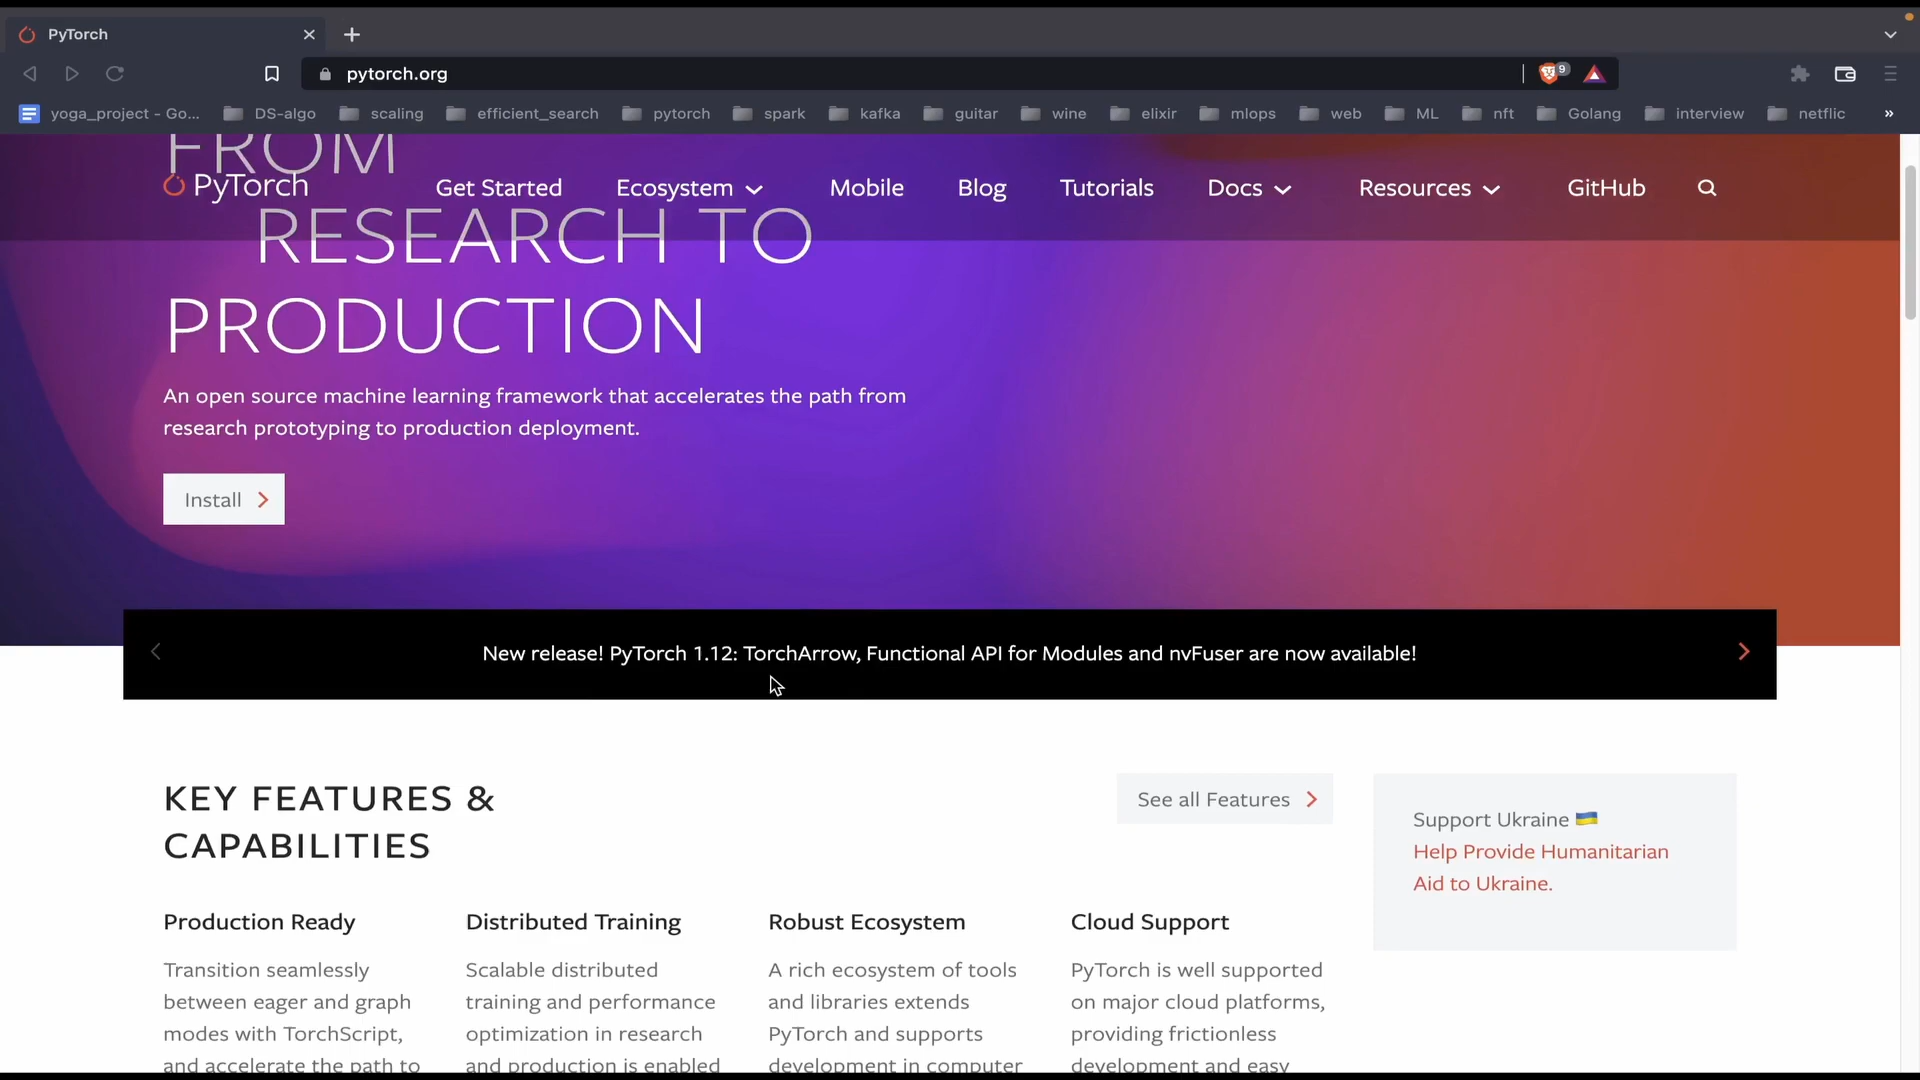 PyTorch
pytorch.org
9
yoga_project - Go... DS-algo scaling efficient_search pytorch spark kafka guitar wine elixir mlops web ML nft Golang interview netflic »
FROM
PyTorch Get Started Ecosystem Mobile Blog Tutorials Docs Resources GitHub
RESEARCH TO
PRODUCTION
An open source machine learning framework that accelerates the path from
research prototyping to production deployment.
Install
New release! PyTorch 1.12: TorchArrow, Functional API for Modules and nvFuser are now available!
KEY FEATURES &
CAPABILITIES
See all Features
Support Ukraine 🇺🇦
Help Provide Humanitarian
Aid to Ukraine.
Production Ready
Transition seamlessly
between eager and graph
modes with TorchScript,
and accelerate the path to
Distributed Training
Scalable distributed
training and performance
optimization in research
and production is enabled
Robust Ecosystem
A rich ecosystem of tools
and libraries extends
PyTorch and supports
development in computer
Cloud Support
PyTorch is well supported
on major cloud platforms,
providing frictionless
development and easy